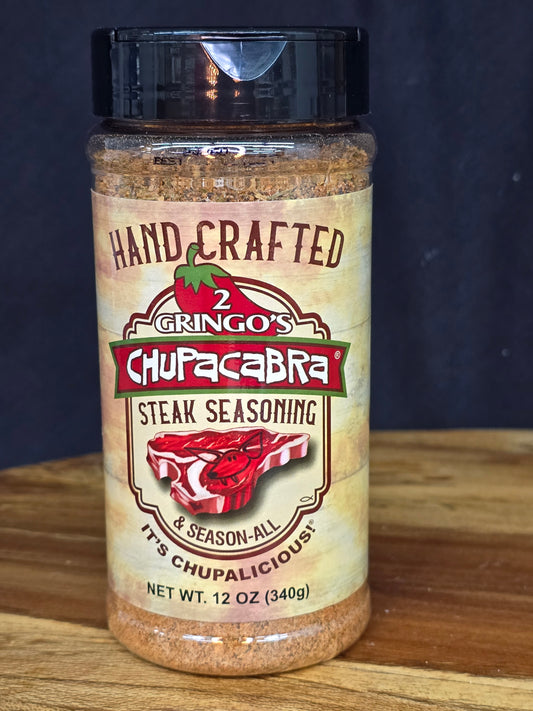 HAND CRAFTED
2
GRINGO'S
CHUPACABRA®
STEAK SEASONING
& SEASON-ALL
IT'S CHUPALICIOUS!®
NET WT. 12 OZ (340g)